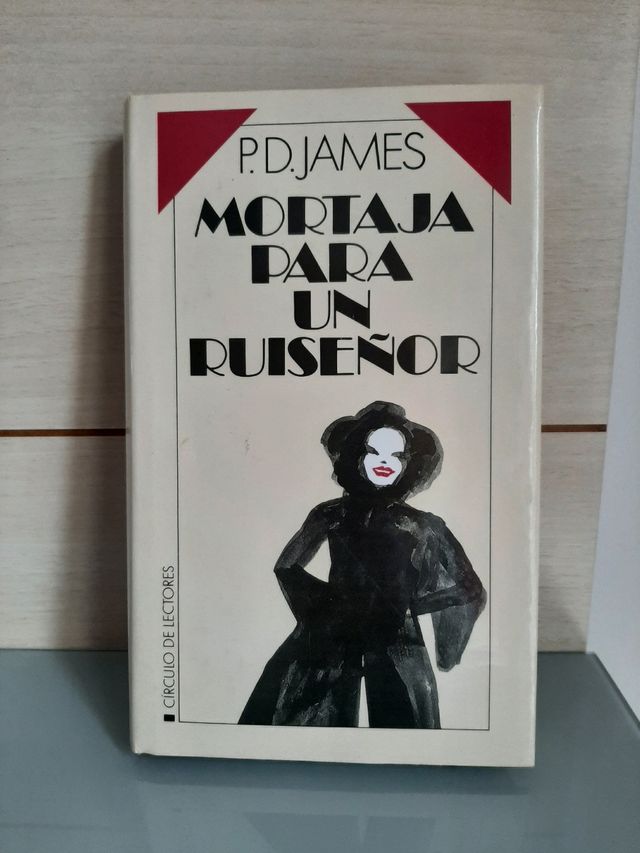 P.D.JAMES
MORTAJA
PARA
UN
RUISEÑOR
CÍRCULO DE LECTORES